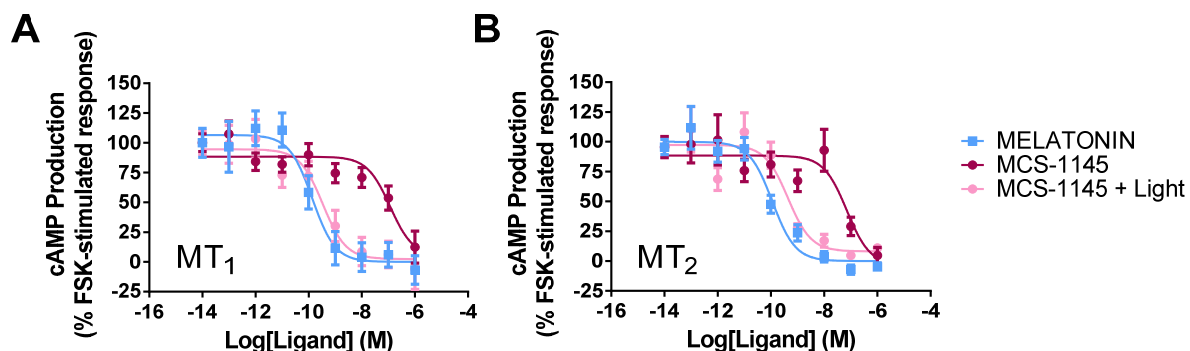 A
cAMP Production
(% FSK-stimulated response)
150
125
100
75
50
25
0
-25
MT1
-16
-14
-12
-10
-8
-6
-4
Log[Ligand] (M)
B
cAMP Production
(% FSK-stimulated response)
150
125
100
75
50
25
0
-25
MT2
-16
-14
-12
-10
-8
-6
-4
Log[Ligand] (M)
MELATONIN
MCS-1145
MCS-1145 + Light